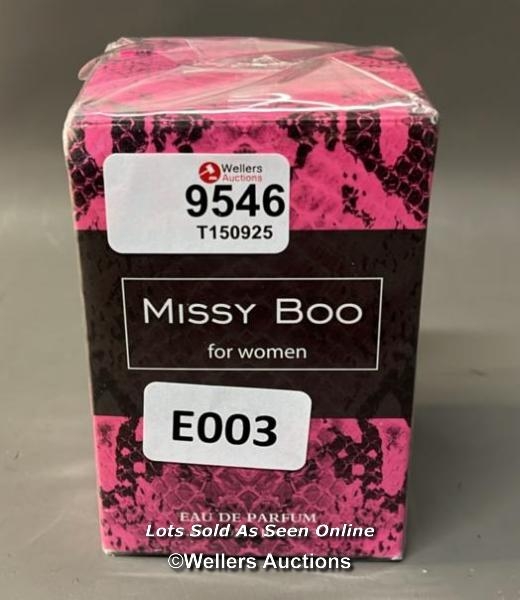 Wellers
Auctions
9546
T150925
MISSY BOO
for women
E003
EAU DE PARFUM
Lots Sold As Seen Online
©Wellers Auctions